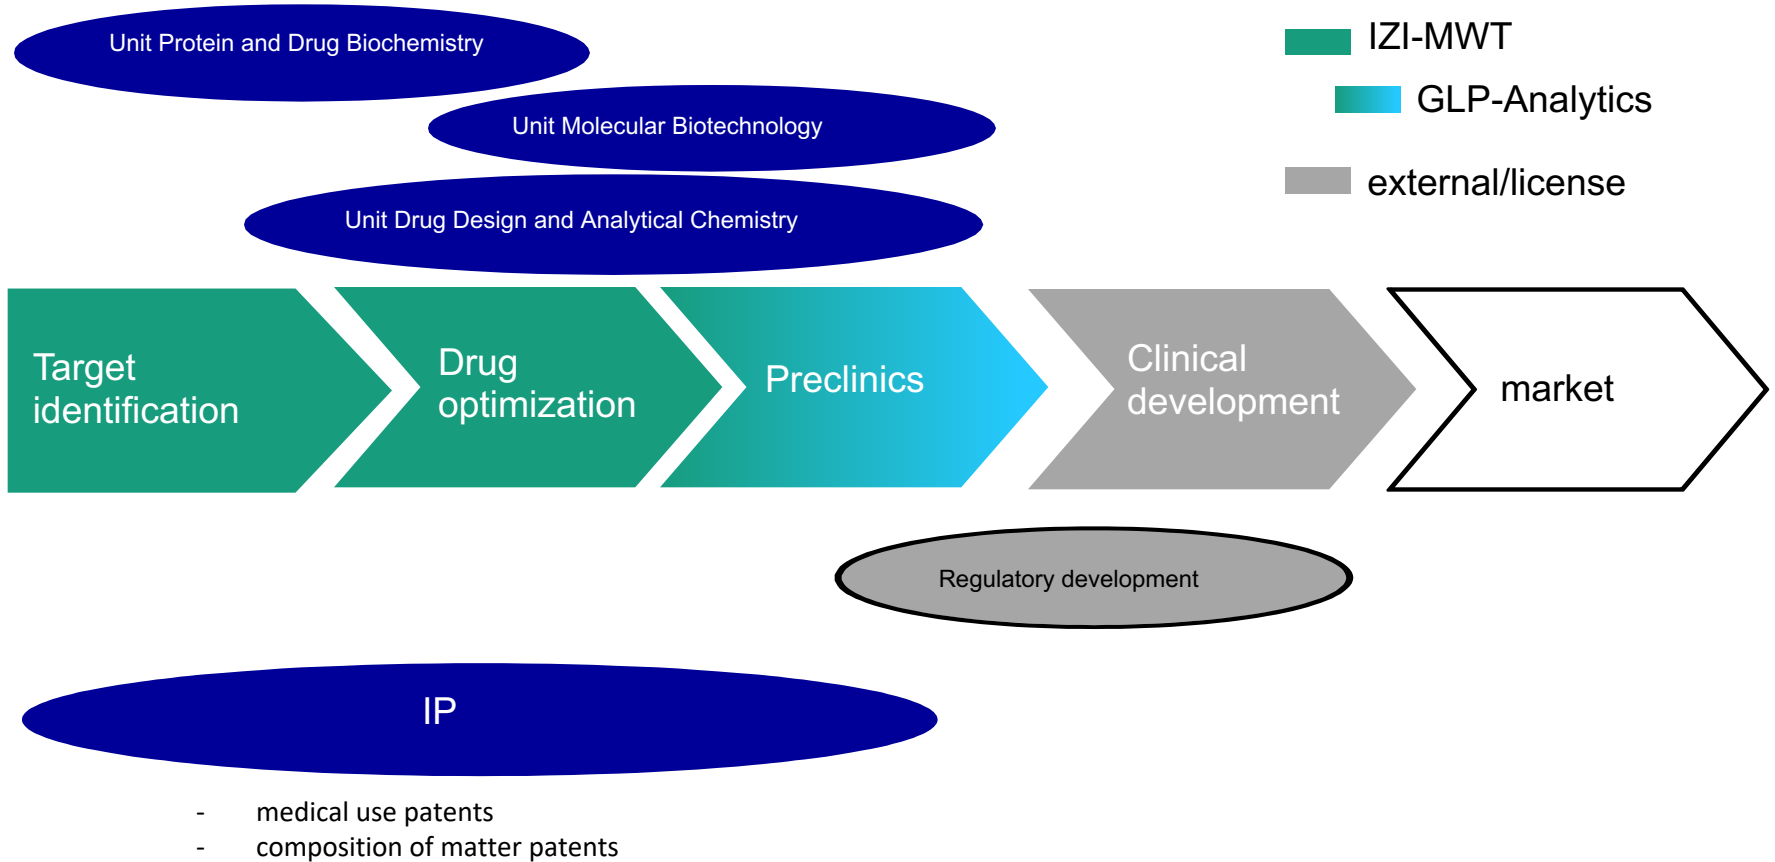 Unit Protein and Drug Biochemistry
Unit Molecular Biotechnology
Unit Drug Design and Analytical Chemistry
IZI-MWT
GLP-Analytics
external/license
Target
identification
Drug
optimization
Preclinics
Clinical
development
market
Regulatory development
IP
- medical use patents
- composition of matter patents